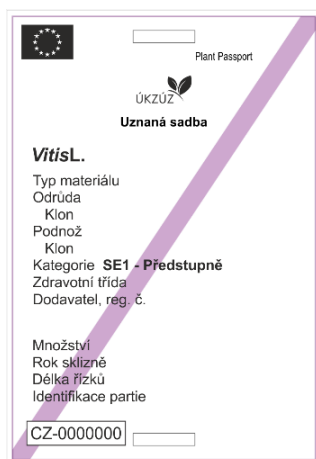 Plant Passport
ÚKZÚZ
Uznaná sadba
VitisL.
Typ materiálu
Odrůda
Klon
Podnož
Klon
Kategorie SE1 - Předstupně
Zdravotní třída
Dodavatel, reg. č.
Množství
Rok sklizně
Délka řízků
Identifikace partie
CZ-0000000